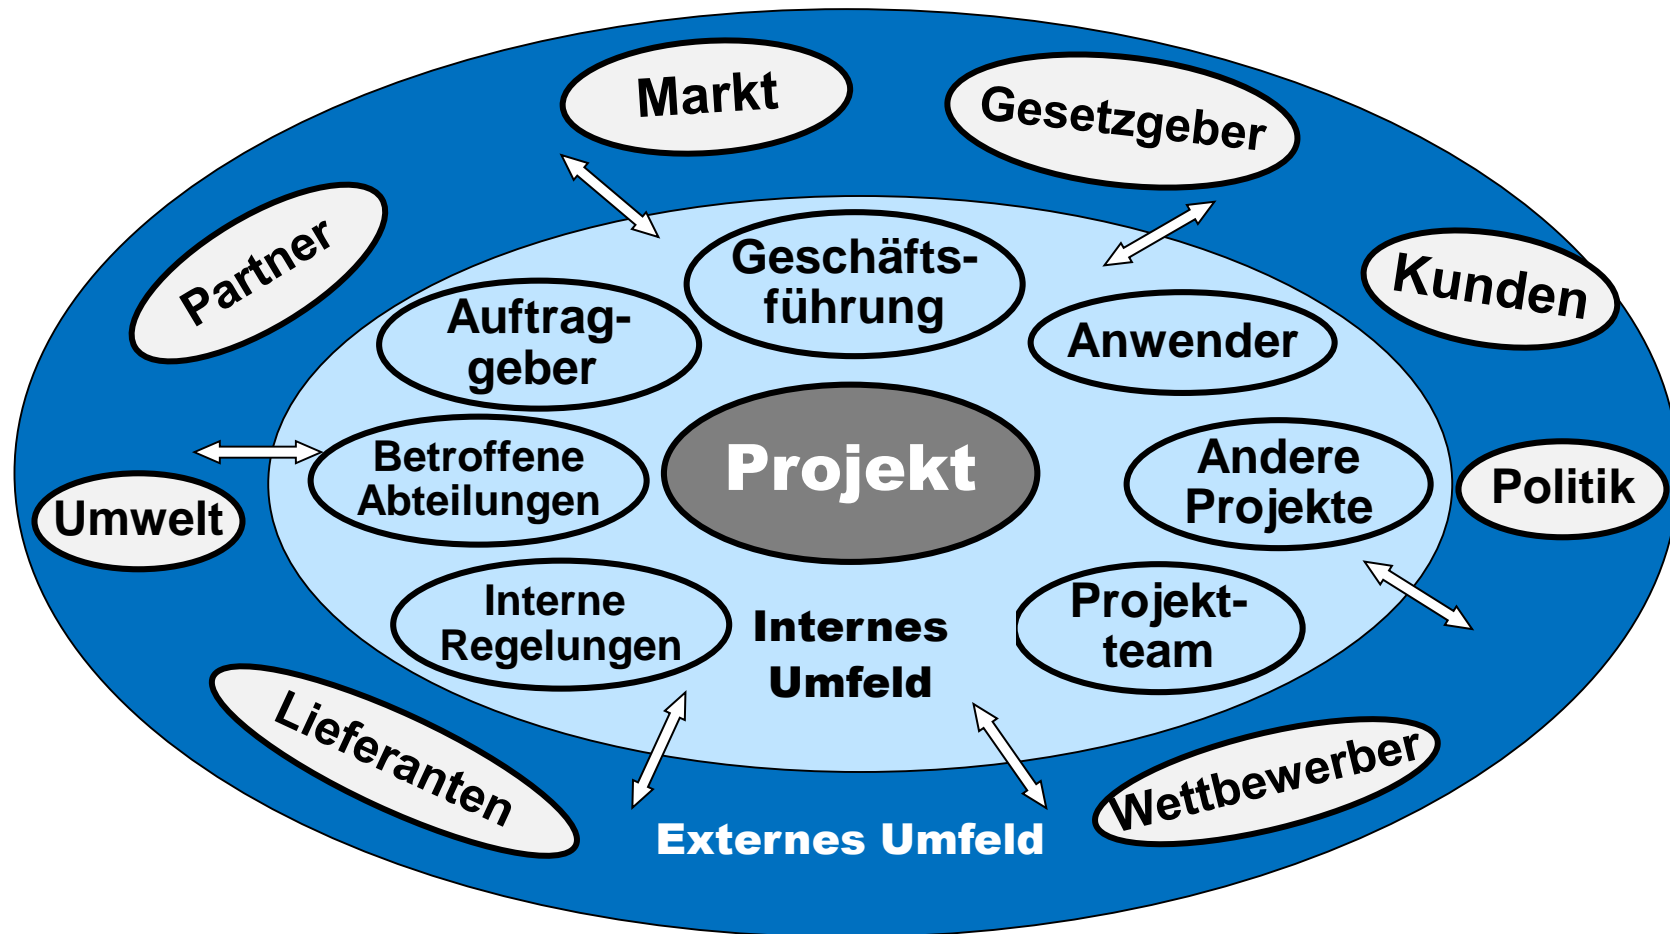 Markt
Gesetzgeber
Partner
Kunden
Geschäfts-
führung
Auftrag-
geber
Anwender
Betroffene
Abteilungen
Projekt
Andere
Projekte
Politik
Umwelt
Interne
Regelungen
Internes
Umfeld
Projekt-
team
Lieferanten
Wettbewerber
Externes Umfeld